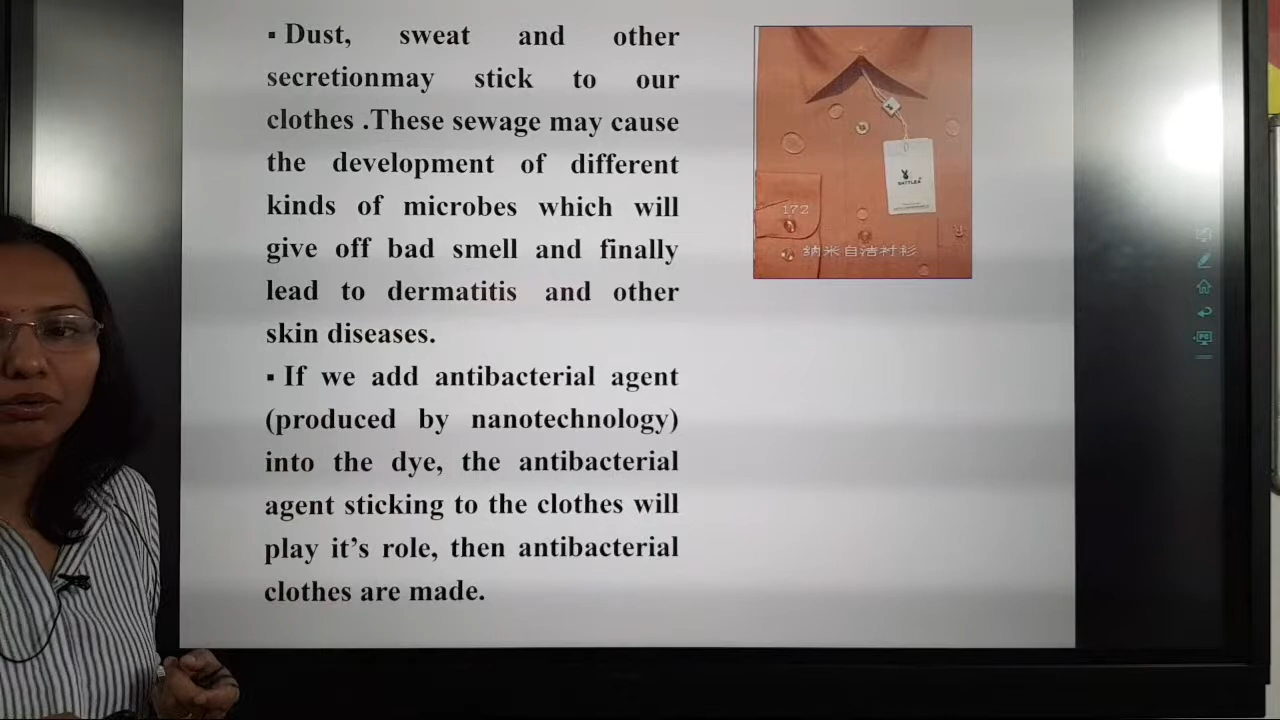 ▪ Dust, sweat and other
secretionmay stick to our
clothes .These sewage may cause
the development of different
kinds of microbes which will
give off bad smell and finally
lead to dermatitis and other
skin diseases.
▪ If we add antibacterial agent
(produced by nanotechnology)
into the dye, the antibacterial
agent sticking to the clothes will
play it’s role, then antibacterial
clothes are made.
172
纳米自洁衬衫